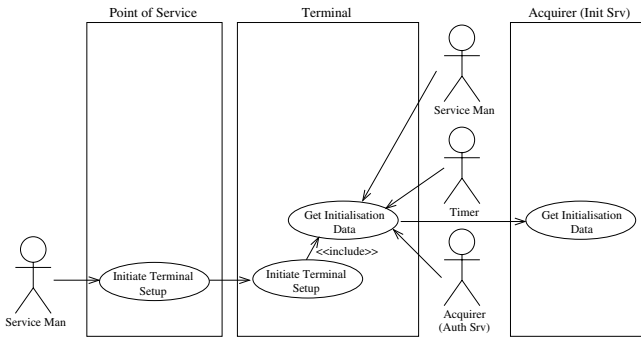 Point of Service
Terminal
Acquirer (Init Srv)
Service Man
Timer
Get Initialisation
Data
Get Initialisation
Data
<<include>>
Initiate Terminal
Setup
Initiate Terminal
Setup
Service Man
Acquirer
(Auth Srv)